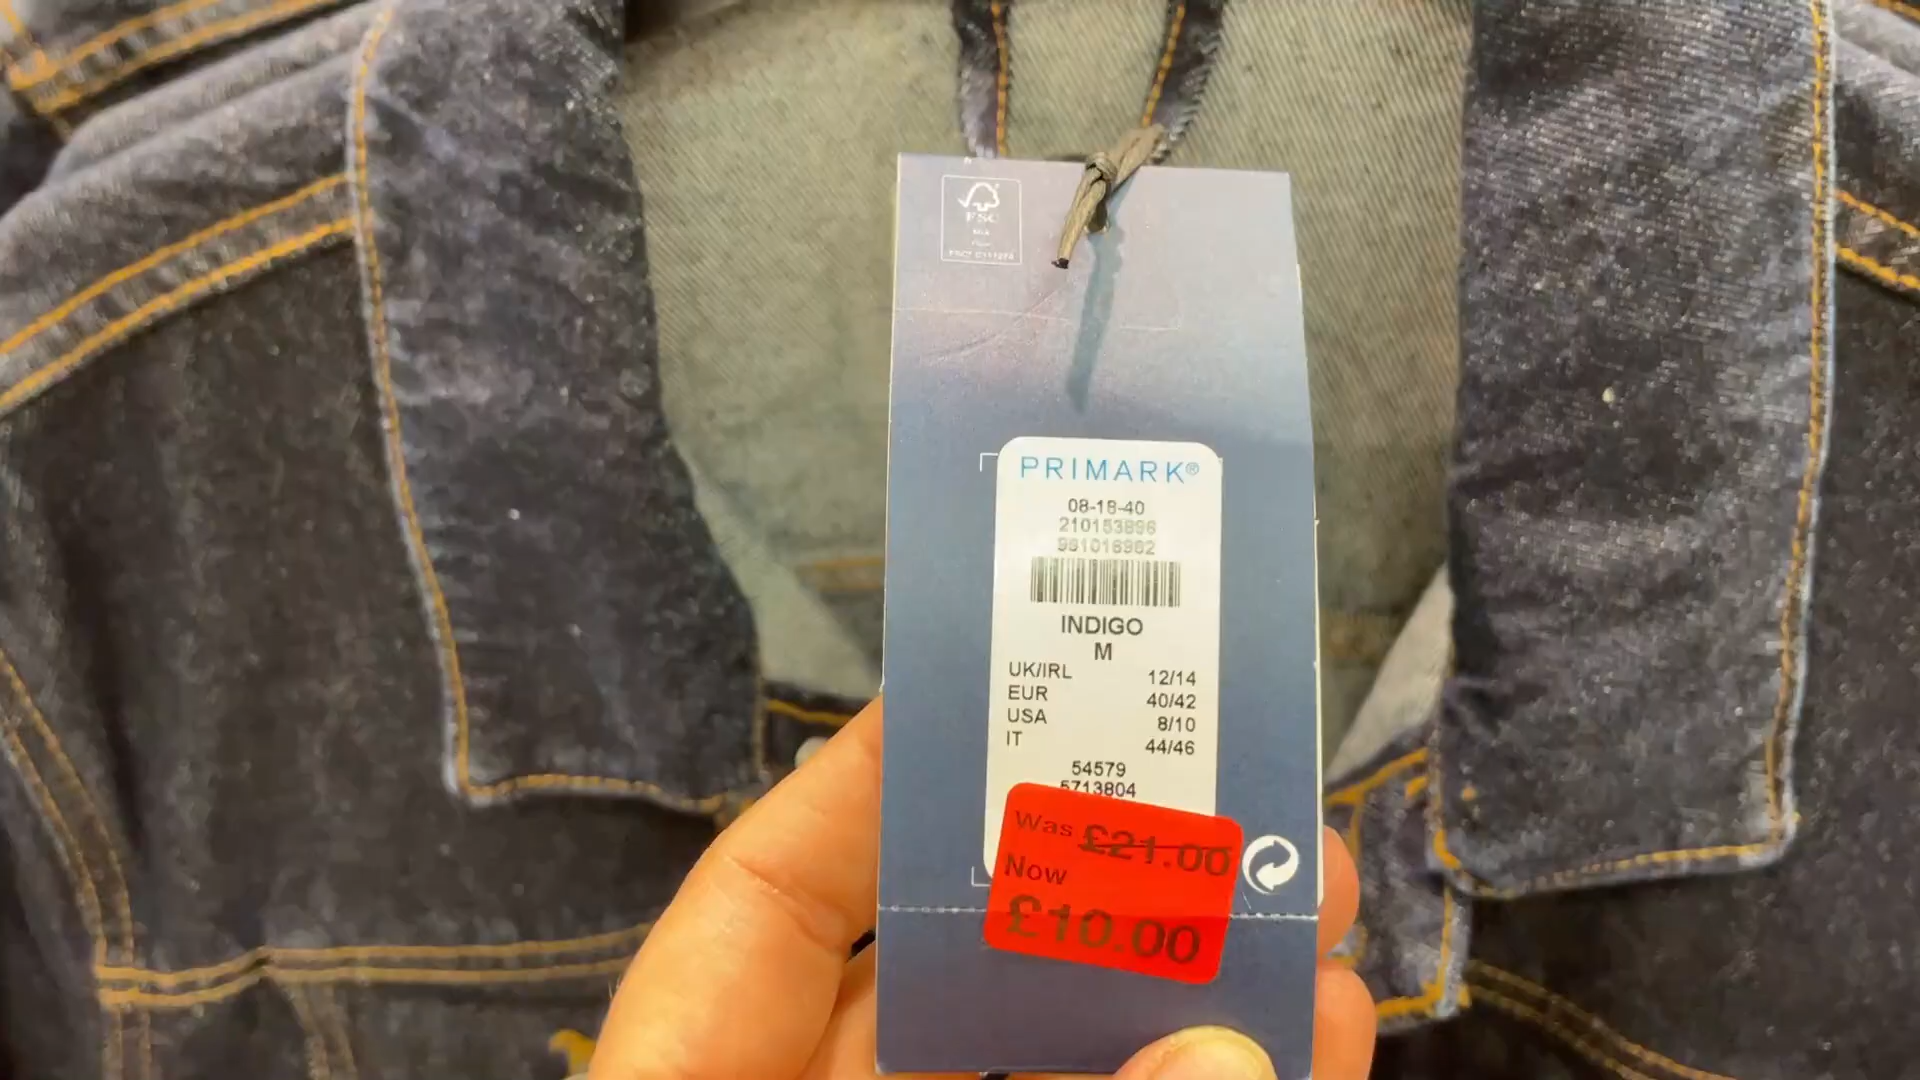 FSC
PRIMARK®
08-18-40
210153896
981016982
INDIGO
M
UK/IRL 12/14
EUR 40/42
USA 8/10
IT 44/46
54579
5713804
Was £21.00
Now
£10.00